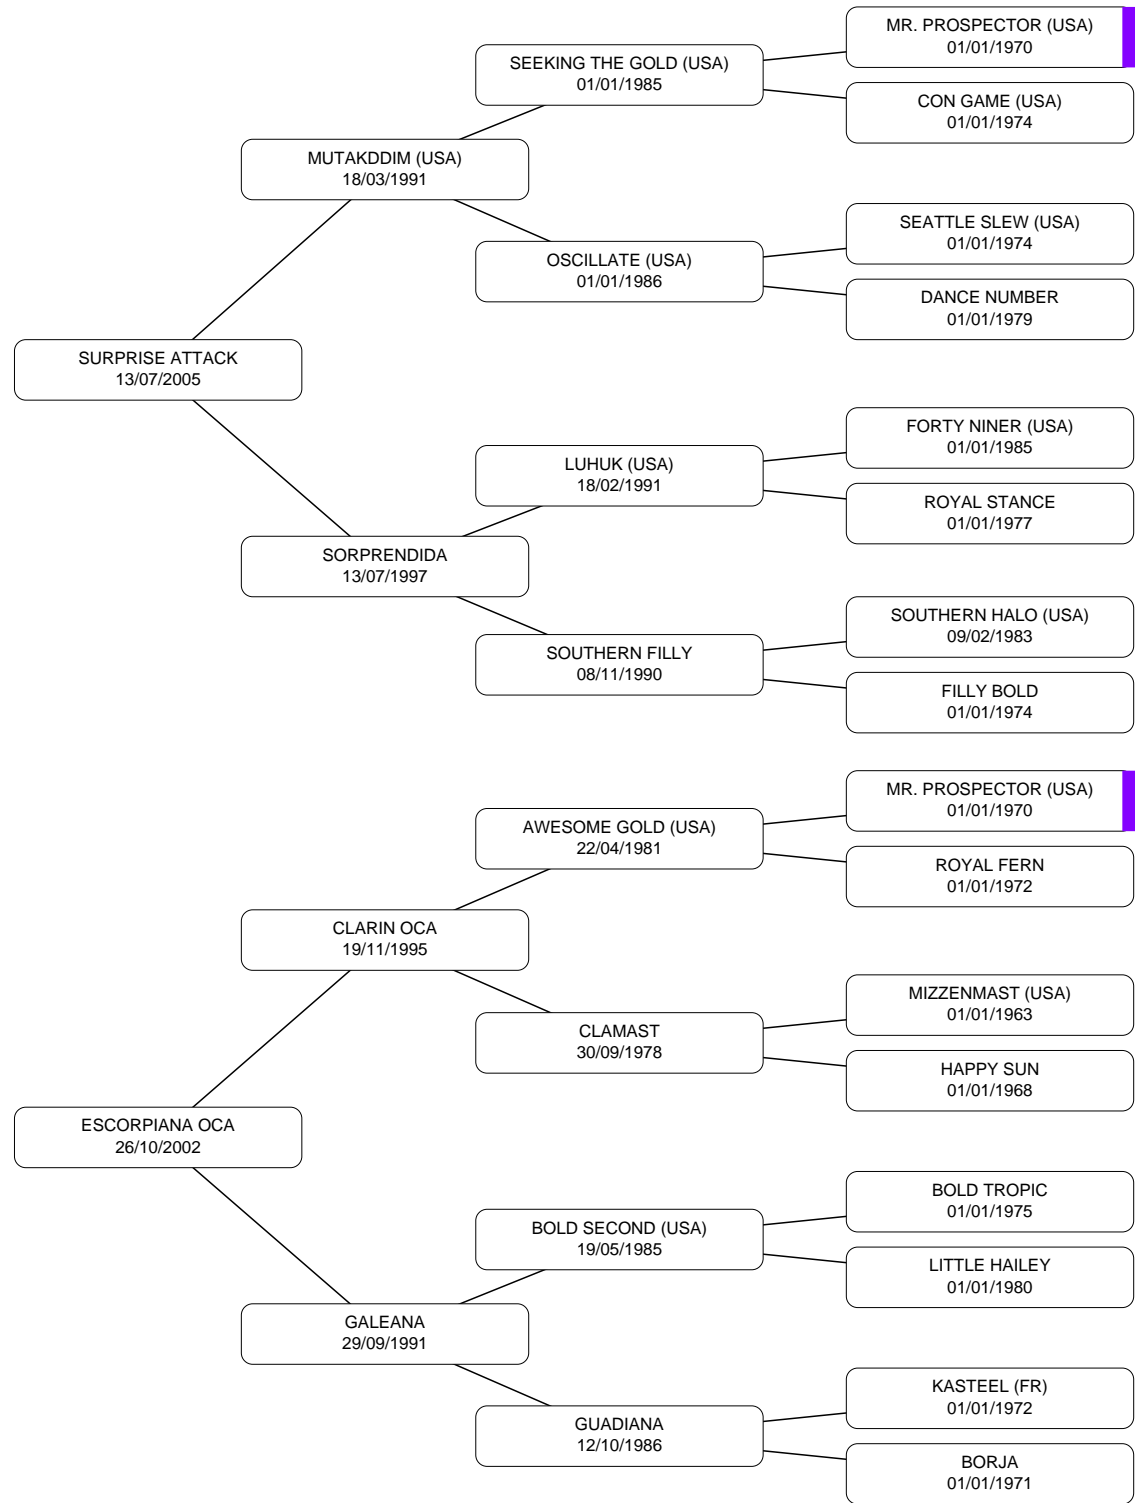 MR. PROSPECTOR (USA)
01/01/1970
SEEKING THE GOLD (USA)
01/01/1985
CON GAME (USA)
01/01/1974
MUTAKDDIM (USA)
18/03/1991
SEATTLE SLEW (USA)
01/01/1974
OSCILLATE (USA)
01/01/1986
DANCE NUMBER
01/01/1979
SURPRISE ATTACK
13/07/2005
FORTY NINER (USA)
01/01/1985
LUHUK (USA)
18/02/1991
ROYAL STANCE
01/01/1977
SORPRENDIDA
13/07/1997
SOUTHERN HALO (USA)
09/02/1983
SOUTHERN FILLY
08/11/1990
FILLY BOLD
01/01/1974
MR. PROSPECTOR (USA)
01/01/1970
AWESOME GOLD (USA)
22/04/1981
ROYAL FERN
01/01/1972
CLARIN OCA
19/11/1995
MIZZENMAST (USA)
01/01/1963
CLAMAST
30/09/1978
HAPPY SUN
01/01/1968
ESCORPIANA OCA
26/10/2002
BOLD TROPIC
01/01/1975
BOLD SECOND (USA)
19/05/1985
LITTLE HAILEY
01/01/1980
GALEANA
29/09/1991
KASTEEL (FR)
01/01/1972
GUADIANA
12/10/1986
BORJA
01/01/1971